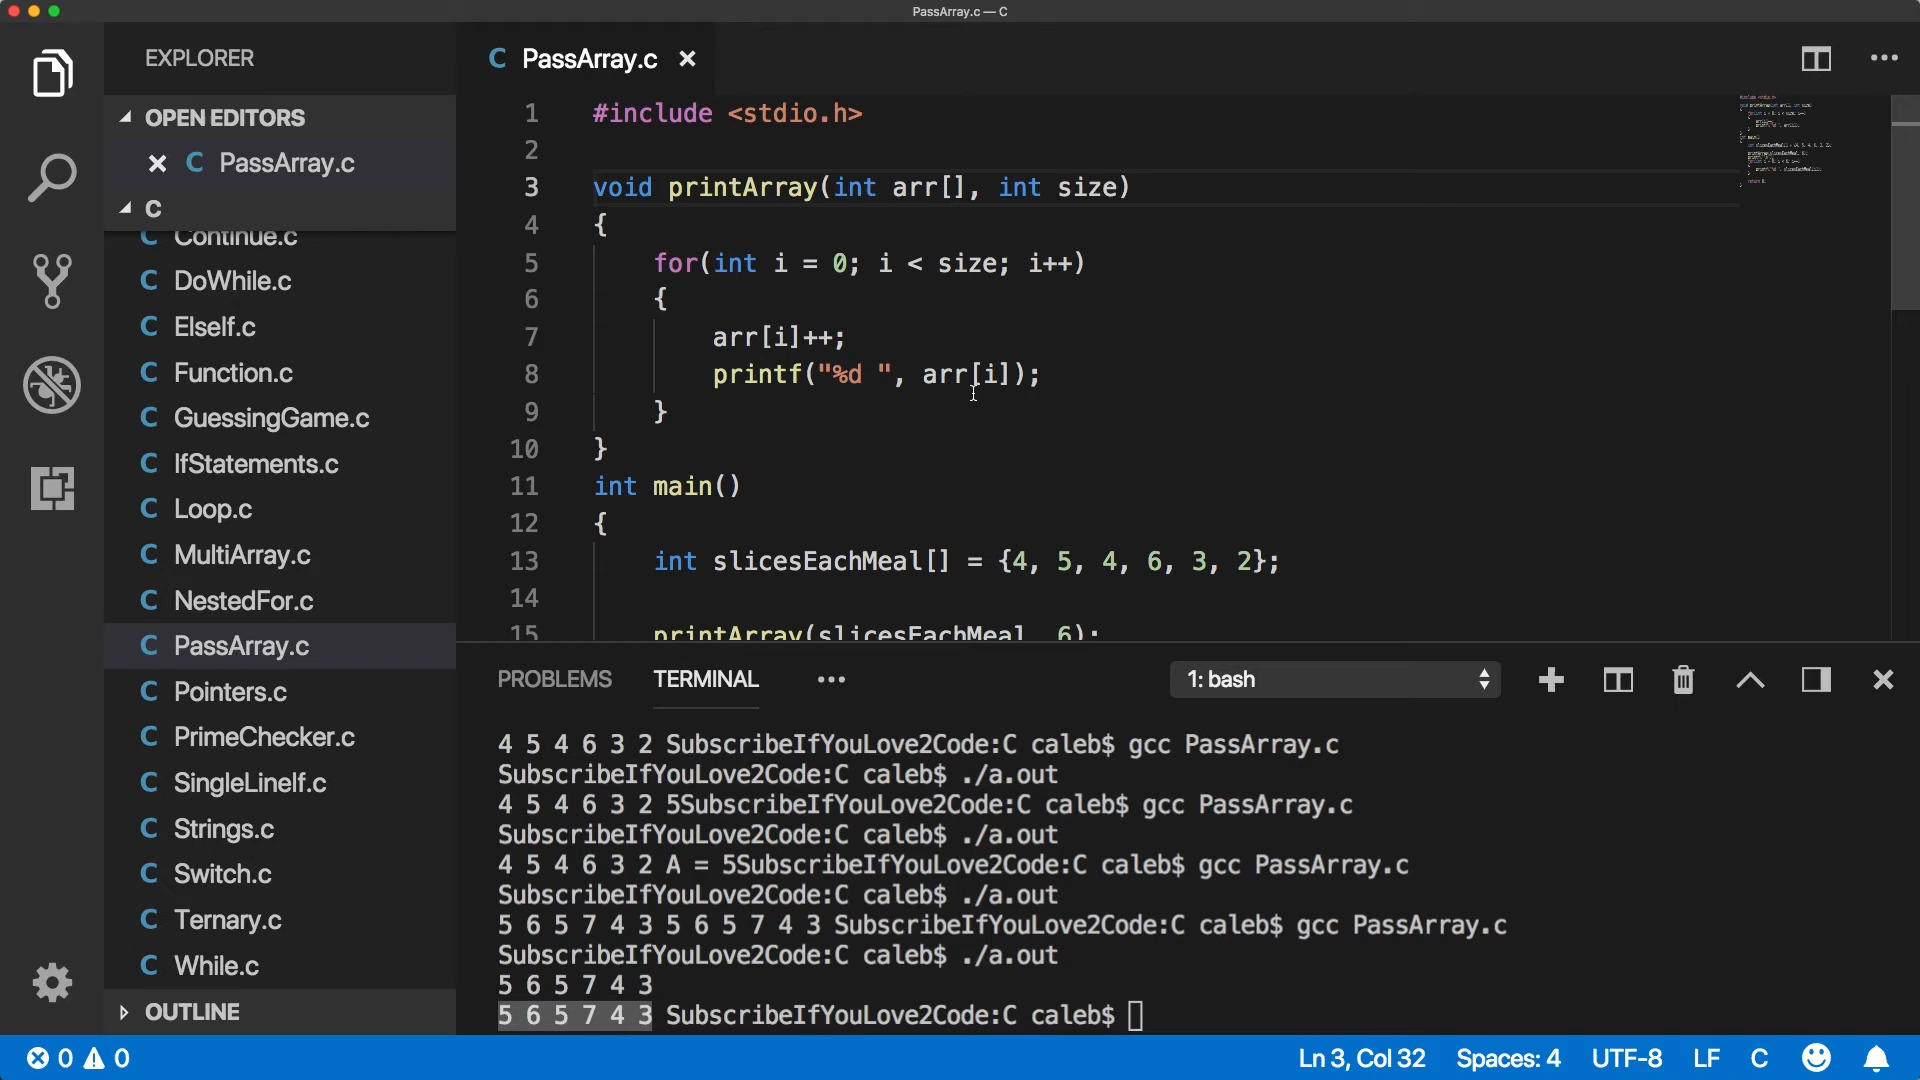 PassArray.c — C
EXPLORER
OPEN EDITORS
C PassArray.c
C
C Continue.c
C DoWhile.c
C ElseIf.c
C Function.c
C GuessingGame.c
C IfStatements.c
C Loop.c
C MultiArray.c
C NestedFor.c
C PassArray.c
C Pointers.c
C PrimeChecker.c
C SingleLineIf.c
C Strings.c
C Switch.c
C Ternary.c
C While.c
OUTLINE
C PassArray.c
1 #include <stdio.h>
2
3 void printArray(int arr[], int size)
4 {
5 for(int i = 0; i < size; i++)
6 {
7 arr[i]++;
8 printf("%d ", arr[i]);
9 }
10 }
11 int main()
12 {
13 int slicesEachMeal[] = {4, 5, 4, 6, 3, 2};
14
15 printArray(slicesEachMeal, 6);
PROBLEMS TERMINAL 1: bash
4 5 4 6 3 2 SubscribeIfYouLove2Code:C caleb$ gcc PassArray.c
SubscribeIfYouLove2Code:C caleb$ ./a.out
4 5 4 6 3 2 5SubscribeIfYouLove2Code:C caleb$ gcc PassArray.c
SubscribeIfYouLove2Code:C caleb$ ./a.out
4 5 4 6 3 2 A = 5SubscribeIfYouLove2Code:C caleb$ gcc PassArray.c
SubscribeIfYouLove2Code:C caleb$ ./a.out
5 6 5 7 4 3 5 6 5 7 4 3 SubscribeIfYouLove2Code:C caleb$ gcc PassArray.c
SubscribeIfYouLove2Code:C caleb$ ./a.out
5 6 5 7 4 3
5 6 5 7 4 3 SubscribeIfYouLove2Code:C caleb$
0 0 Ln 3, Col 32 Spaces: 4 UTF-8 LF C